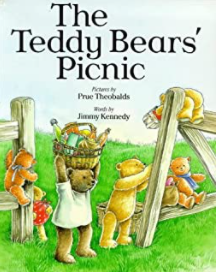 The
Teddy Bears'
Picnic
Pictures by
Prue Theobalds
Words by
Jimmy Kennedy